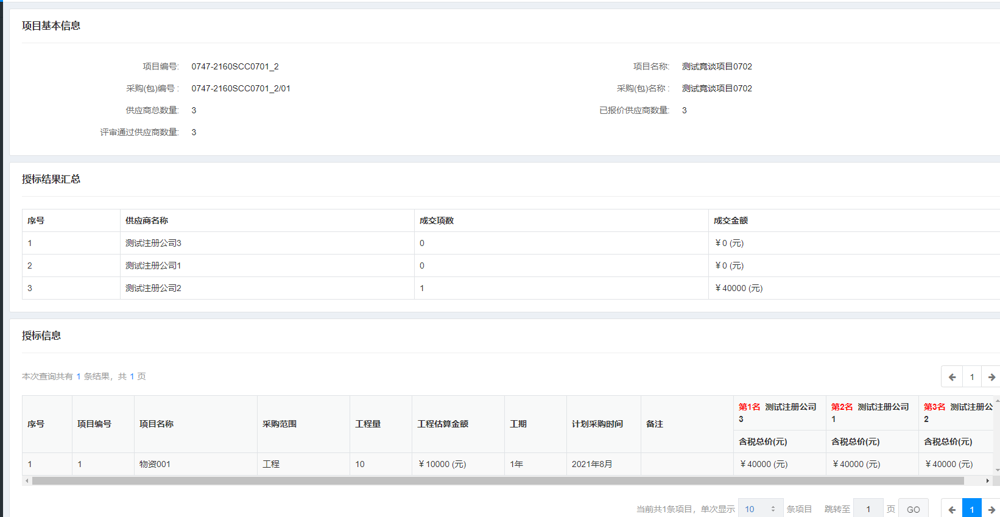 项目基本信息
项目编号: 0747-2160SCC0701_2 项目名称: 测试竞谈项目0702
采购(包)编号 : 0747-2160SCC0701_2/01 采购(包)名称 : 测试竞谈项目0702
供应商总数量: 3 已报价供应商数量: 3
评审通过供应商数量: 3
授标结果汇总
序号 供应商名称 成交项数 成交金额
1 测试注册公司3 0 ￥0 (元)
2 测试注册公司1 0 ￥0 (元)
3 测试注册公司2 1 ￥40000 (元)
授标信息
本次查询共有 1 条结果，共 1 页
1
序号 项目编号 项目名称 采购范围 工程量 工程估算金额 工期 计划采购时间 备注 第1名 测试注册公司3 第2名 测试注册公司1 第3名 测试注册公2
含税总价(元) 含税总价(元) 含税总价(元)
1 1 物资001 工程 10 ￥10000 (元) 1年 2021年8月 ￥40000 (元) ￥40000 (元) ￥40000 (元)
当前共1条项目，单次显示 10 条项目 跳转至 1 页 GO 1